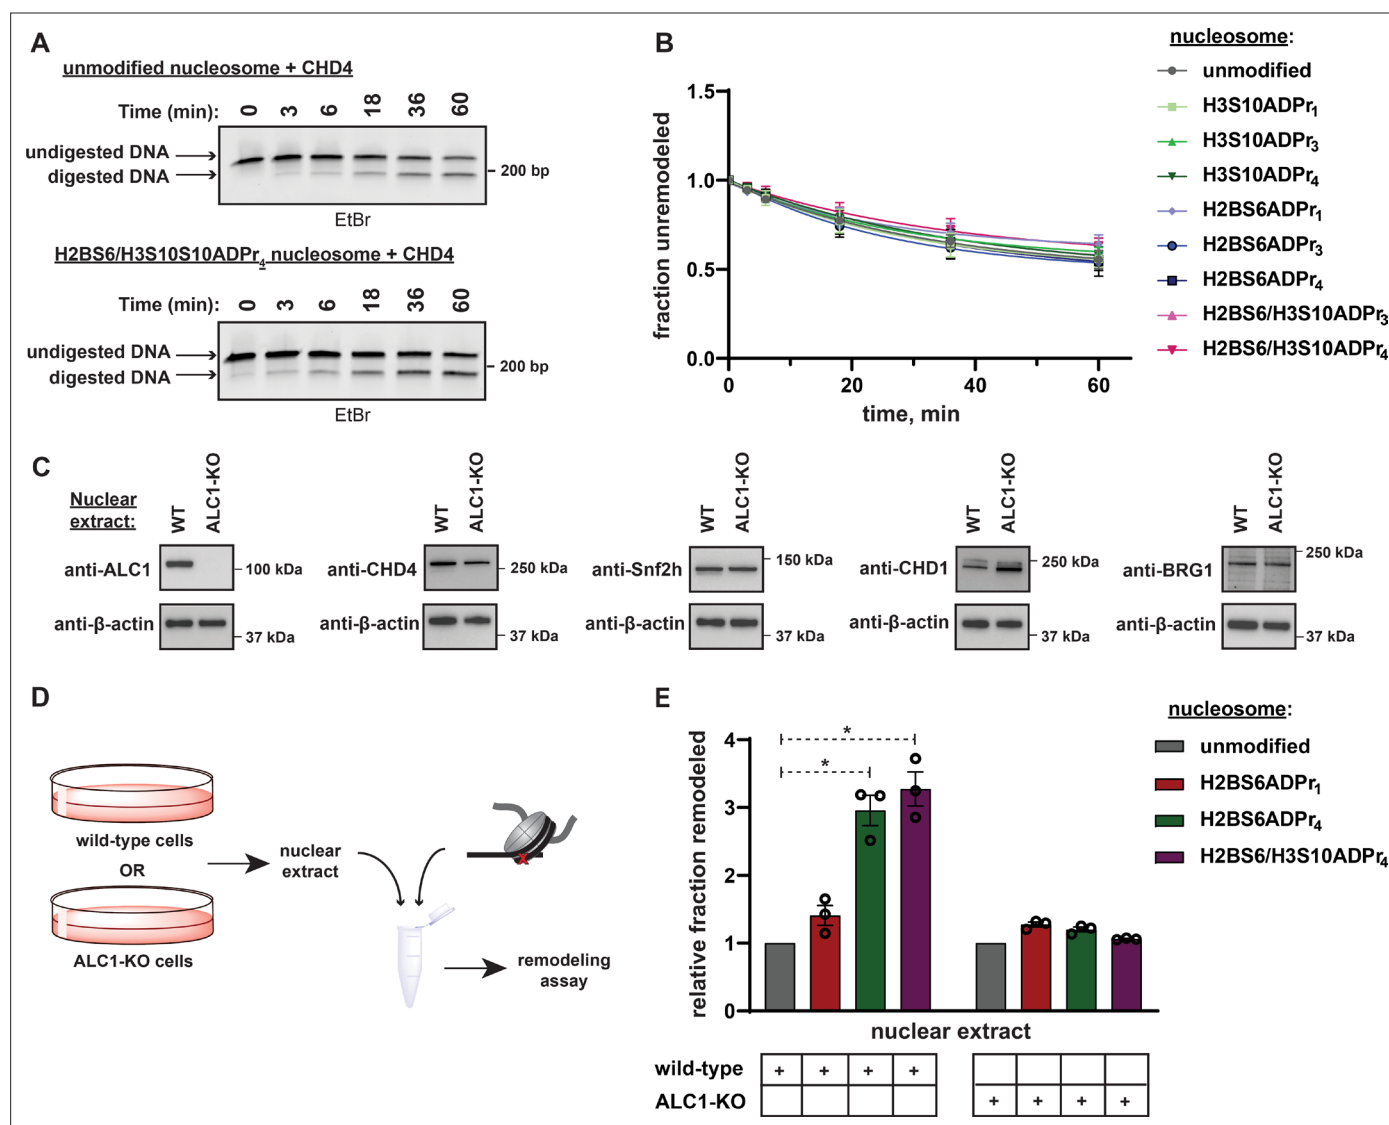 A
unmodified nucleosome + CHD4
Time (min): 0 3 6 18 36 60
undigested DNA
digested DNA
200 bp
EtBr
H2BS6/H3S10S10ADPr4 nucleosome + CHD4
Time (min): 0 3 6 18 36 60
undigested DNA
digested DNA
200 bp
EtBr
B
fraction unremodeled
1.5
1.0
0.5
0.0
0 20 40 60
time, min
nucleosome:
unmodified
H3S10ADPr1
H3S10ADPr3
H3S10ADPr4
H2BS6ADPr1
H2BS6ADPr3
H2BS6ADPr4
H2BS6/H3S10ADPr3
H2BS6/H3S10ADPr4
C
Nuclear
extract:
WT ALC1-KO
anti-ALC1
100 kDa
anti-β-actin
37 kDa
WT ALC1-KO
anti-CHD4
250 kDa
anti-β-actin
37 kDa
WT ALC1-KO
anti-Snf2h
150 kDa
anti-β-actin
37 kDa
WT ALC1-KO
anti-CHD1
250 kDa
anti-β-actin
37 kDa
WT ALC1-KO
anti-BRG1
250 kDa
anti-β-actin
37 kDa
D
wild-type cells
OR
ALC1-KO cells
nuclear
extract
x
remodeling
assay
E
relative fraction remodeled
4
3
2
1
0
*
*
nuclear extract
wild-type + + + +
ALC1-KO + + + +
nucleosome:
unmodified
H2BS6ADPr1
H2BS6ADPr4
H2BS6/H3S10ADPr4